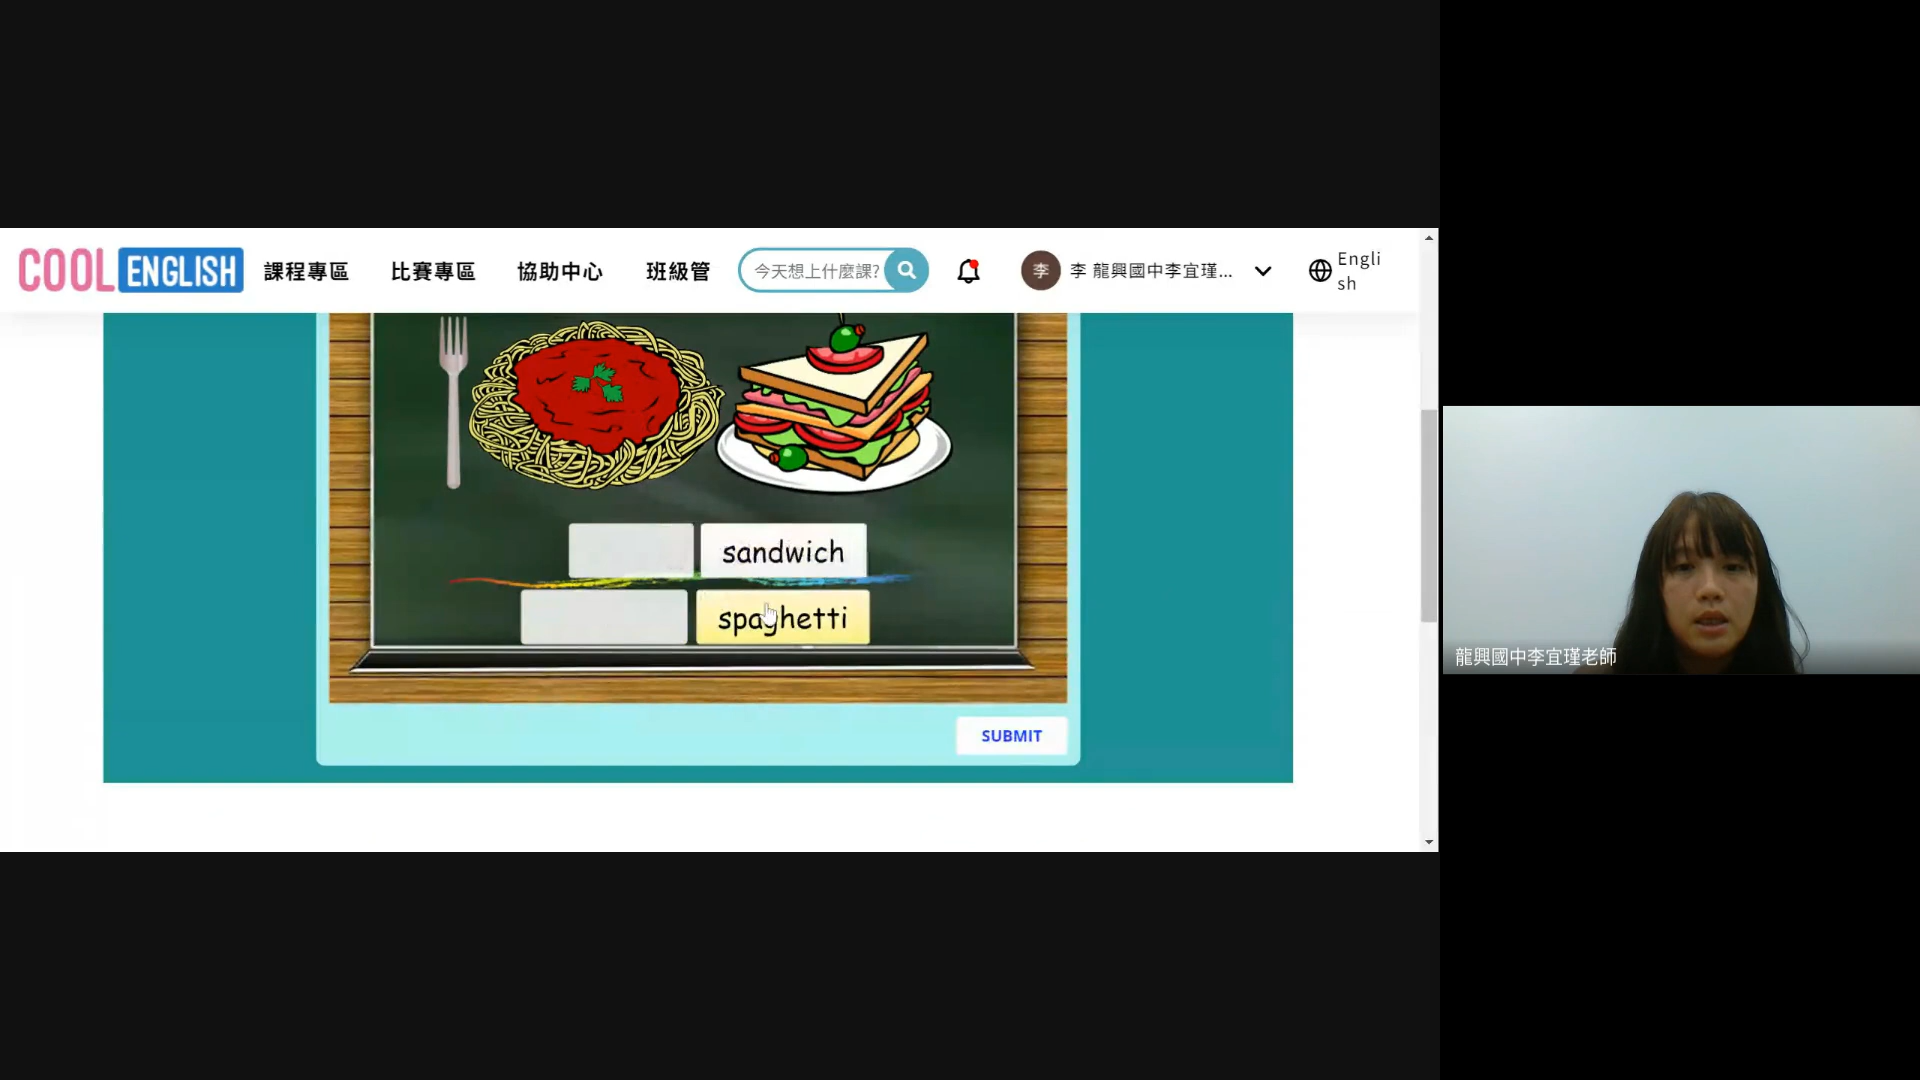 COOL ENGLISH 課程專區 比賽專區 協助中心 班級管 今天想上什麼課? 李 李 龍興國中李宜瑾... Engli
sh
sandwich
spaghetti
SUBMIT
龍興國中李宜瑾老師